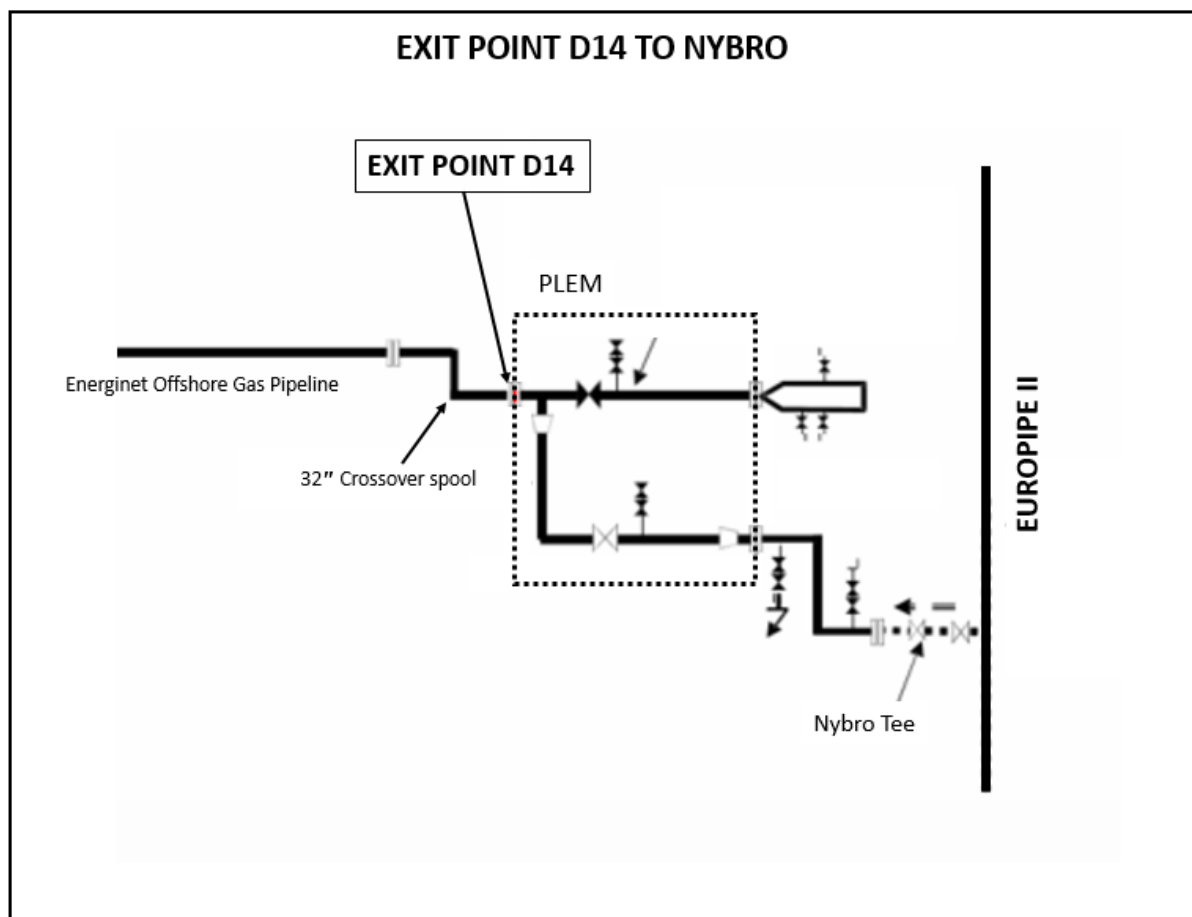 EXIT POINT D14 TO NYBRO
EXIT POINT D14
PLEM
Energinet Offshore Gas Pipeline
32" Crossover spool
EUROPIPE II
Nybro Tee